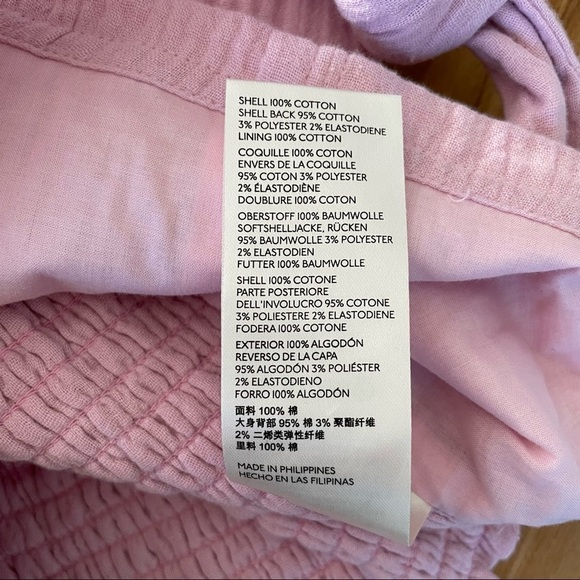 SHELL 100% COTTON
SHELL BACK 95% COTTON
3% POLYESTER 2% ELASTODIENE
LINING 100% COTTON
COQUILLE 100% COTON
ENVERS DE LA COQUILLE
95% COTON 3% POLYESTER
2% ÉLASTODIÈNE
DOUBLURE 100% COTON
OBERSTOFF 100% BAUMWOLLE
SOFTSHELLJACKE, RÜCKEN
95% BAUMWOLLE 3% POLYESTER
2% ELASTODIEN
FUTTER 100% BAUMWOLLE
SHELL 100% COTONE
PARTE POSTERIORE
DELL'INVOLUCRO 95% COTONE
3% POLIESTERE 2% ELASTODIENE
FODERA 100% COTONE
EXTERIOR 100% ALGODÓN
REVERSO DE LA CAPA
95% ALGODÓN 3% POLIÉSTER
2% ELASTODIENO
FORRO 100% ALGODÓN
面料 100% 棉
大身背部 95% 棉 3% 聚酯纤维
2% 二烯类弹性纤维
里料 100% 棉
MADE IN PHILIPPINES
HECHO EN LAS FILIPINAS